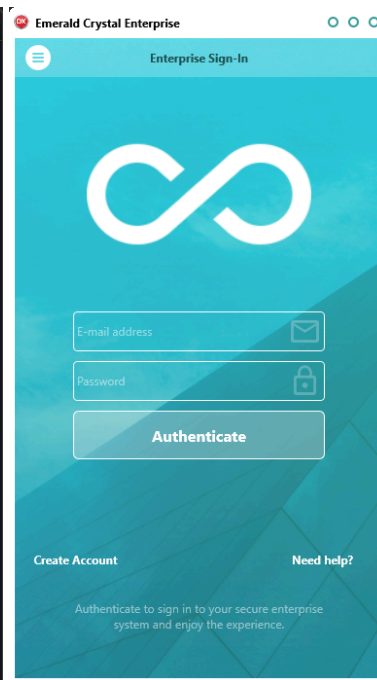 DX Emerald Crystal Enterprise
Enterprise Sign-In
E-mail address
Password
Authenticate
Create Account
Need help?
Authenticate to sign in to your secure enterprise
system and enjoy the experience.